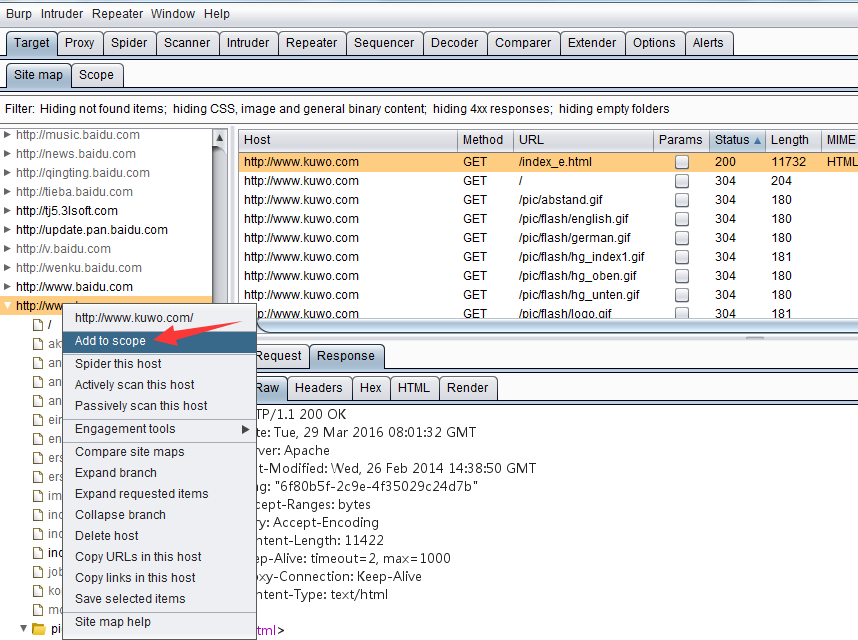 Burp Intruder Repeater Window Help
Target Proxy Spider Scanner Intruder Repeater Sequencer Decoder Comparer Extender Options Alerts
Site map Scope
Filter: Hiding not found items; hiding CSS, image and general binary content; hiding 4xx responses; hiding empty folders
http://music.baidu.com
http://news.baidu.com
http://qingting.baidu.com
http://tieba.baidu.com
http://tj5.3lsoft.com
http://update.pan.baidu.com
http://v.baidu.com
http://wenku.baidu.com
http://www.baidu.com
http://ww
/
ak
an
an
an
ein
en
ers
ers
im
ind
ind
ind
job
ko
mo
pi
Host Method URL Params Status Length MIME
http://www.kuwo.com GET /index_e.html 200 11732 HTML
http://www.kuwo.com GET / 304 204
http://www.kuwo.com GET /pic/abstand.gif 304 180
http://www.kuwo.com GET /pic/flash/english.gif 304 180
http://www.kuwo.com GET /pic/flash/german.gif 304 180
http://www.kuwo.com GET /pic/flash/hg_index1.gif 304 181
http://www.kuwo.com GET /pic/flash/hg_oben.gif 304 180
http://www.kuwo.com GET /pic/flash/hg_unten.gif 304 180
http://www.kuwo.com GET /pic/flash/logo.gif 304 181
http://www.kuwo.com/
Add to scope
Spider this host
Actively scan this host
Passively scan this host
Engagement tools
Compare site maps
Expand branch
Expand requested items
Collapse branch
Delete host
Copy URLs in this host
Copy links in this host
Save selected items
Site map help
Request Response
Raw Headers Hex HTML Render
TP/1.1 200 OK
te: Tue, 29 Mar 2016 08:01:32 GMT
rver: Apache
st-Modified: Wed, 26 Feb 2014 14:38:50 GMT
ag: "6f80b5f-2c9e-4f35029c24d7b"
cept-Ranges: bytes
ry: Accept-Encoding
ntent-Length: 11422
ep-Alive: timeout=2, max=1000
oxy-Connection: Keep-Alive
ntent-Type: text/html
tml>